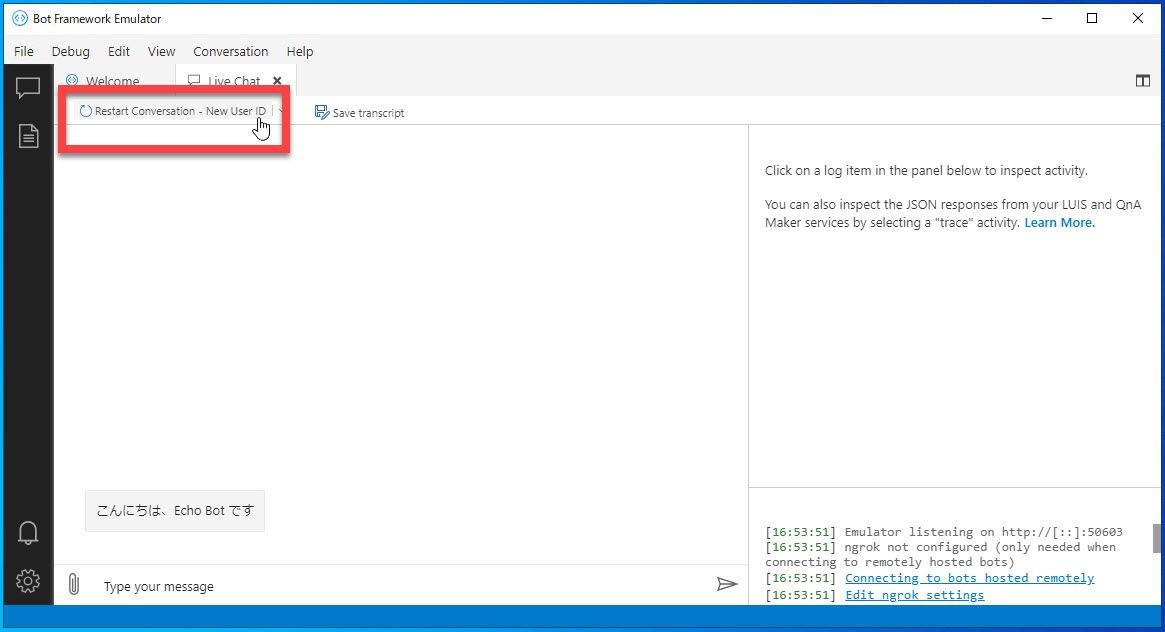 Bot Framework Emulator
File Debug Edit View Conversation Help
Welcome Live Chat
Restart Conversation - New User ID Save transcript
Click on a log item in the panel below to inspect activity.
You can also inspect the JSON responses from your LUIS and QnA
Maker services by selecting a "trace" activity. Learn More.
こんにちは、Echo Bot です
Type your message
[16:53:51] Emulator listening on http://[::]:50603
[16:53:51] ngrok not configured (only needed when
connecting to remotely hosted bots)
[16:53:51] Connecting to bots hosted remotely
[16:53:51] Edit ngrok settings